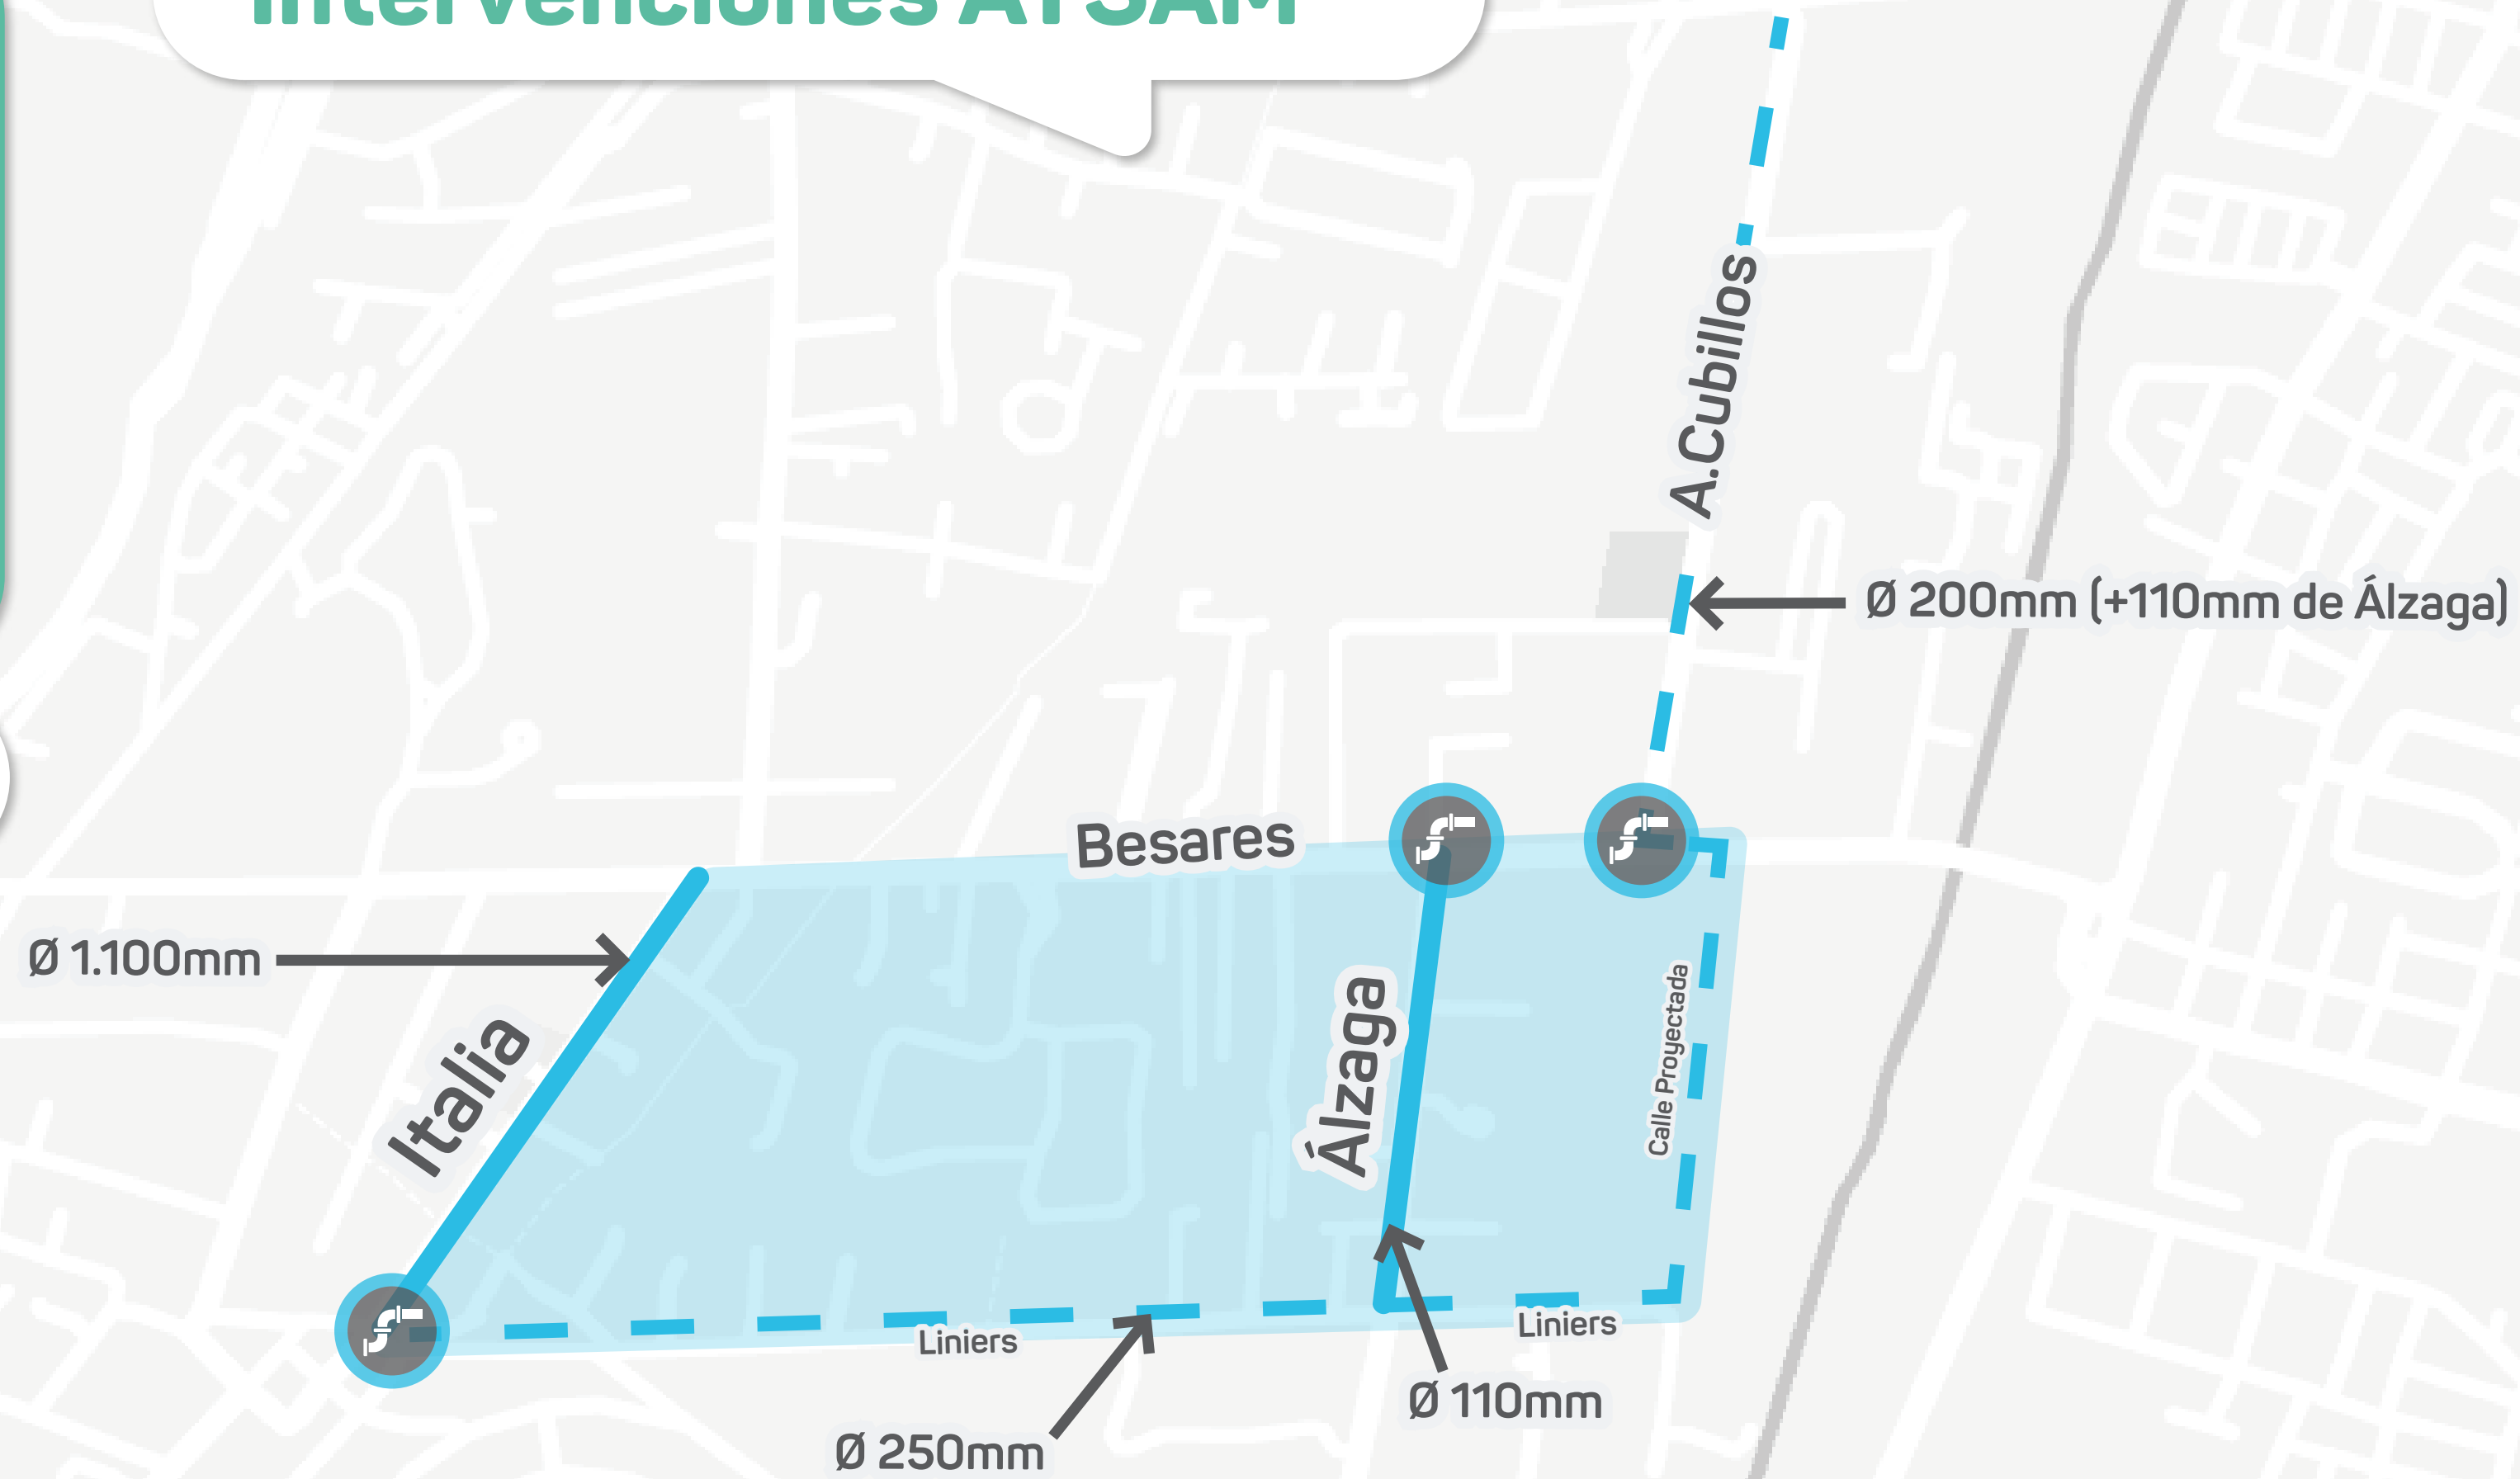 Intervenciones AYSAM
A.Cubillos
Ø 200mm (+110mm de Álzaga)
Besares
Ø 1.100mm
Italia
Álzaga
Calle Proyectada
Liniers
Liniers
Ø 110mm
Ø 250mm